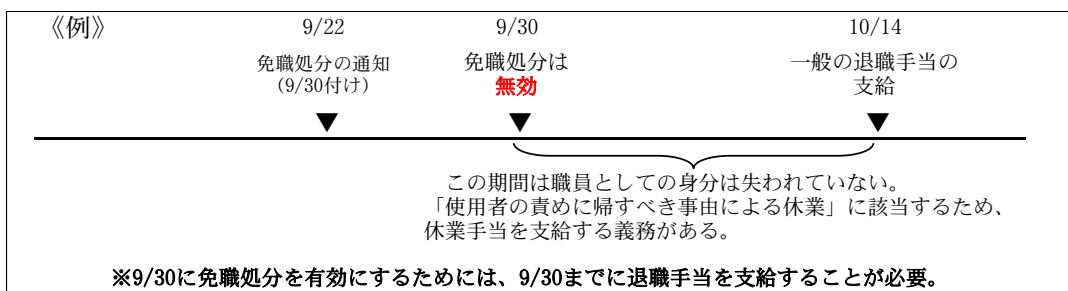 《例》 9/22 9/30 10/14
免職処分の通知 免職処分は 一般の退職手当の
(9/30付け) 無効 支給
▼ ▼ ▼
この期間は職員としての身分は失われていない。
「使用者の責めに帰すべき事由による休業」に該当するため、
休業手当を支給する義務がある。
※9/30に免職処分を有効にするためには、9/30までに退職手当を支給することが必要。